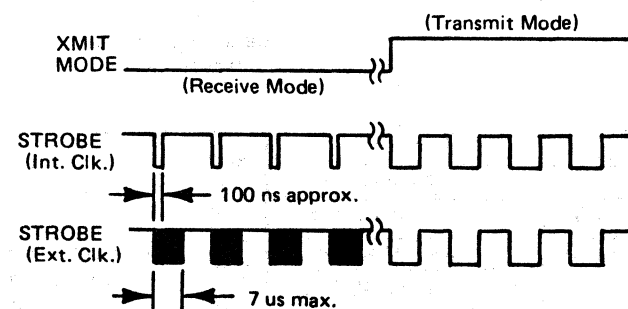 (Transmit Mode)
XMIT
MODE
(Receive Mode)
STROBE
(Int. Clk.)
100 ns approx.
STROBE
(Ext. Clk.)
7 us max.